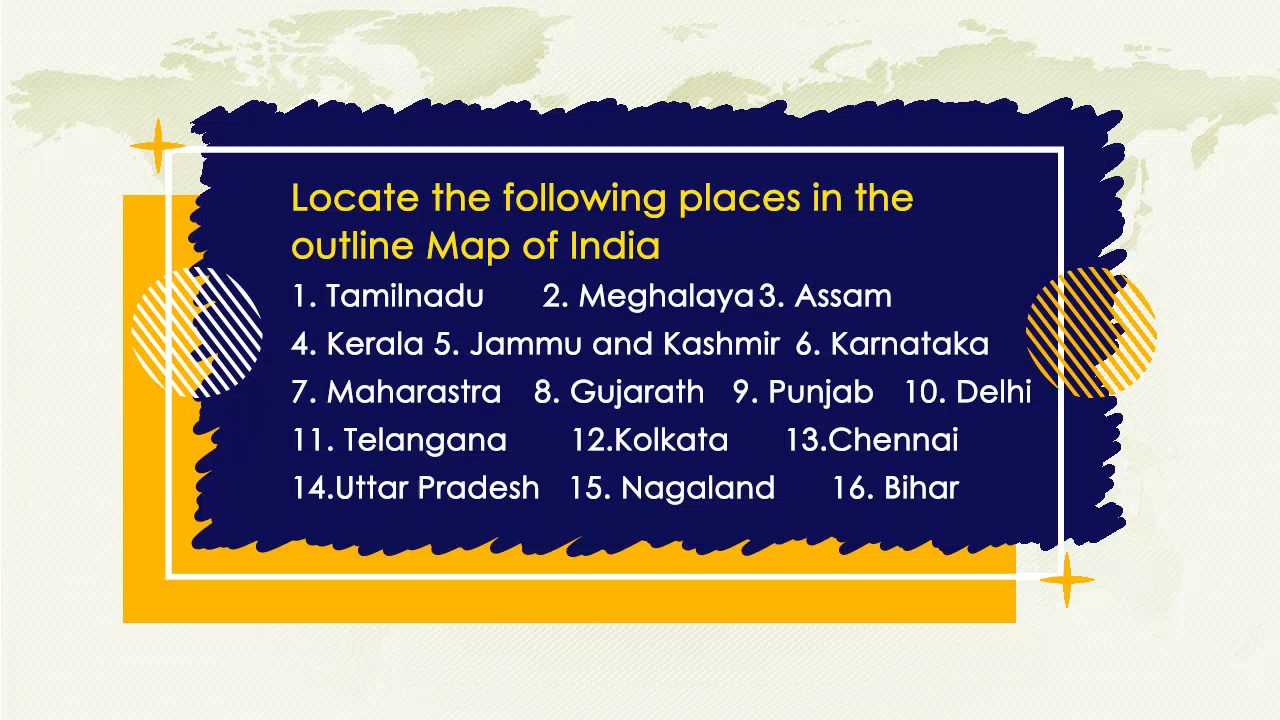 Locate the following places in the
outline Map of India
1. Tamilnadu 2. Meghalaya 3. Assam
4. Kerala 5. Jammu and Kashmir 6. Karnataka
7. Maharastra 8. Gujarath 9. Punjab 10. Delhi
11. Telangana 12.Kolkata 13.Chennai
14.Uttar Pradesh 15. Nagaland 16. Bihar